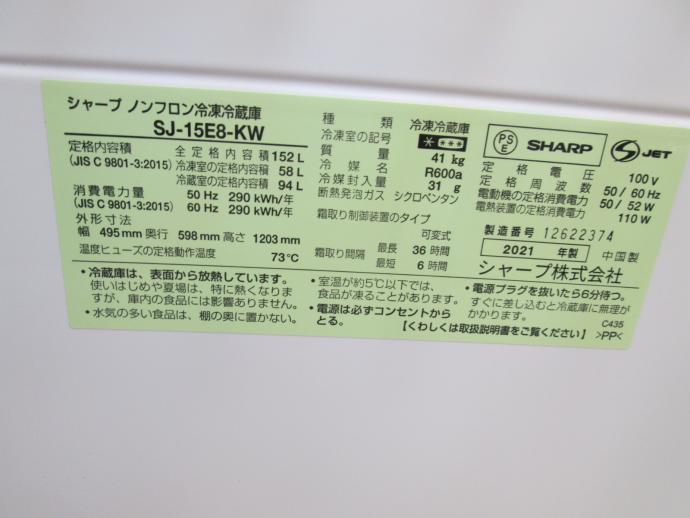 シャープ ノンフロン冷凍冷蔵庫
SJ-15E8-KW
定格内容積
(JIS C 9801-3:2015)
全定格内容積 152 L
冷凍室の定格内容積 58 L
冷蔵室の定格内容積 94 L
消費電力量
(JIS C 9801-3:2015)
50 Hz 290 kWh/年
60 Hz 290 kWh/年
外形寸法
幅 495 mm 奥行 598 mm 高さ 1203 mm
温度ヒューズの定格動作温度 73℃
種類 冷凍冷蔵庫
冷凍室の記号 ＊＊＊＊
質量 41 kg
冷媒名 R600a
冷媒封入量 31 g
断熱発泡ガス シクロペンタン
霜取り制御装置のタイプ
可変式
霜取り間隔 最長 36 時間
最短 6 時間
PS
E
SHARP
S JET
定格電圧 100 V
定格周波数 50/60 Hz
電動機の定格消費電力 50/52 W
電熱装置の定格消費電力 110 W
製造番号 12622374
2021 年製 中国製
シャープ株式会社
・冷蔵庫は、表面から放熱しています。
使いはじめや夏場は、特に熱くなりま
すが、庫内の食品には影響ありません。
・水気の多い食品は、棚の奥に置かない。
・室温が約5℃以下では、
食品が凍ることがあります。
・電源は必ずコンセントから
とる。
・電源プラグを抜いたら6分待つ。
すぐに差し込むと冷蔵庫に無理が
かかります。
【くわしくは取扱説明書をご覧ください】
C435
>PP<